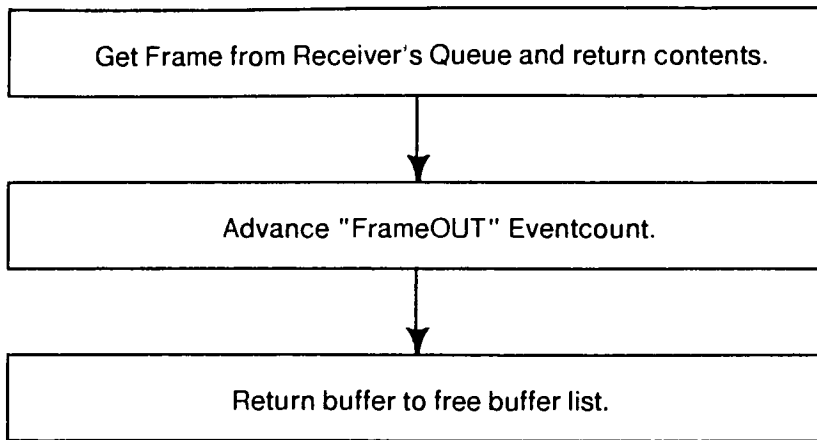 Get Frame from Receiver's Queue and return contents.
Advance "FrameOUT" Eventcount.
Return buffer to free buffer list.